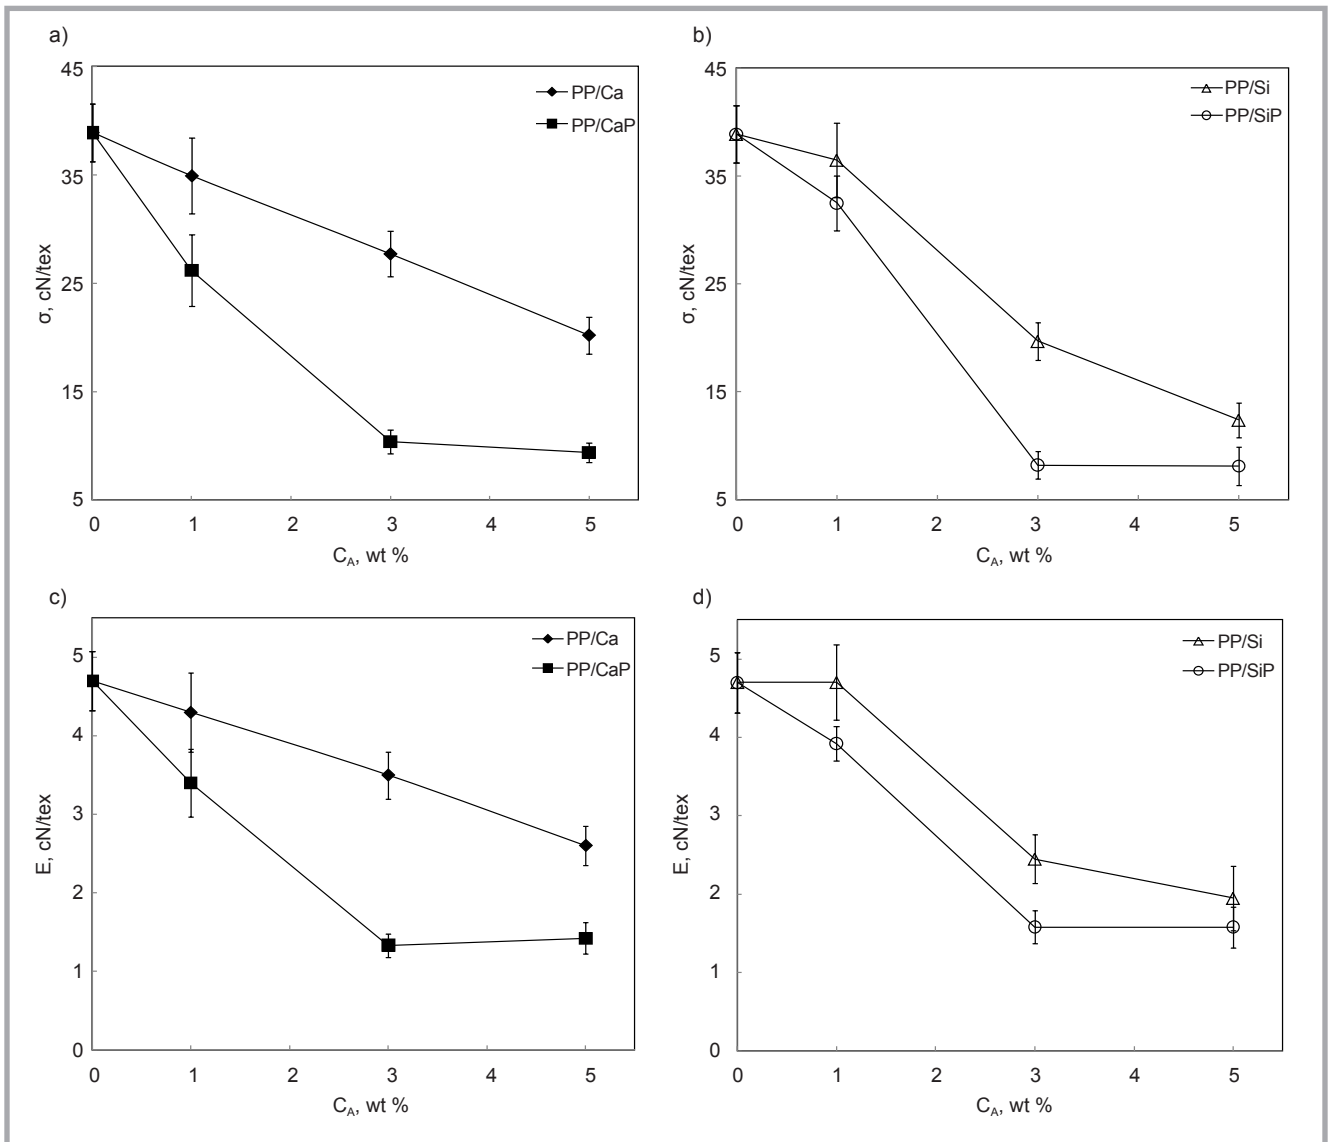 a)
45
35
25
15
5
σ, cN/tex
PP/Ca
PP/CaP
0 1 2 3 4 5
C_A, wt %
b)
45
35
25
15
5
σ, cN/tex
PP/Si
PP/SiP
0 1 2 3 4 5
C_A, wt %
c)
5
4
3
2
1
0
E, cN/tex
PP/Ca
PP/CaP
0 1 2 3 4 5
C_A, wt %
d)
5
4
3
2
1
0
E, cN/tex
PP/Si
PP/SiP
0 1 2 3 4 5
C_A, wt %